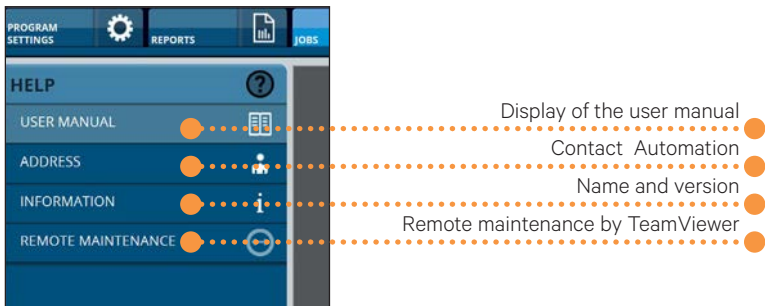 PROGRAM
SETTINGS
REPORTS
JOBS
HELP
USER MANUAL
ADDRESS
INFORMATION
REMOTE MAINTENANCE
Display of the user manual
Contact Automation
Name and version
Remote maintenance by TeamViewer